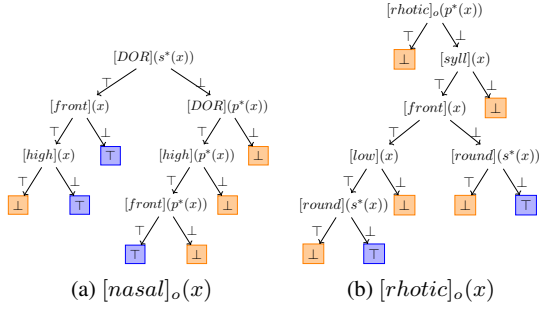 [DOR](s*(x))
⊤ ⊥
[front](x) [DOR](p*(x))
⊤ ⊥ ⊤ ⊥
[high](x) ⊤ [high](p*(x)) ⊥
⊤ ⊥ ⊤ ⊥
⊥ ⊤ [front](p*(x)) ⊥
⊤ ⊥
⊤ ⊥
(a) [nasal]ₒ(x)
[rhotic]ₒ(p*(x))
⊤ ⊥
⊥ [syll](x)
⊤ ⊥
[front](x) ⊥
⊤ ⊥
[low](x) [round](s*(x))
⊤ ⊥ ⊤ ⊥
[round](s*(x)) ⊥ ⊥ ⊤
⊤ ⊥
⊥ ⊤
(b) [rhotic]ₒ(x)